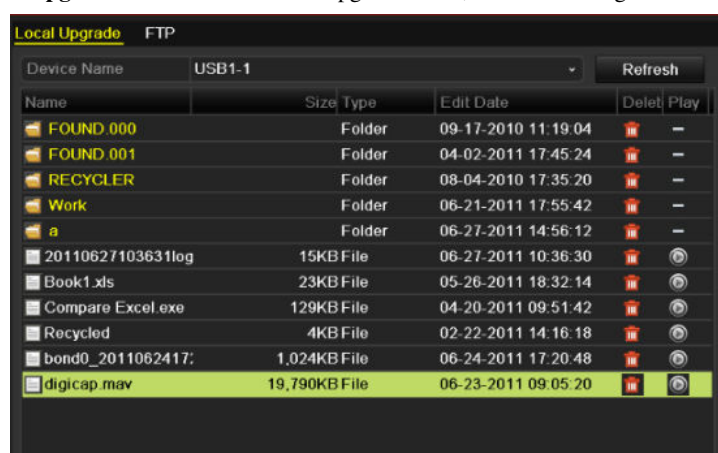 Local Upgrade FTP
Device Name USB1-1 Refresh
Name Size Type Edit Date Delet Play
FOUND.000 Folder 09-17-2010 11:19:04 –
FOUND.001 Folder 04-02-2011 17:45:24 –
RECYCLER Folder 08-04-2010 17:35:20 –
Work Folder 06-21-2011 17:55:42 –
a Folder 06-27-2011 14:56:12 –
20110627103631log 15KB File 06-27-2011 10:36:30
Book1.xls 23KB File 05-26-2011 18:32:14
Compare Excel.exe 129KB File 04-20-2011 09:51:42
Recycled 4KB File 02-22-2011 14:16:18
bond0_2011062417: 1,024KB File 06-24-2011 17:20:48
digicap.mav 19,790KB File 06-23-2011 09:05:20